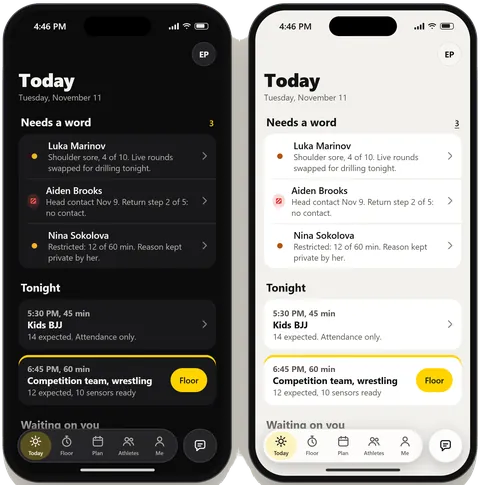 4:46 PM
EP
Today
Tuesday, November 11
Needs a word 3
Luka Marinov
Shoulder sore, 4 of 10. Live rounds
swapped for drilling tonight.
Aiden Brooks
Head contact Nov 9. Return step 2 of 5:
no contact.
Nina Sokolova
Restricted: 12 of 60 min. Reason kept
private by her.
Tonight
5:30 PM, 45 min
Kids BJJ
14 expected. Attendance only.
6:45 PM, 60 min
Competition team, wrestling
12 expected, 10 sensors ready
Floor
Waiting on you
Today Floor Plan Athletes Me
4:46 PM
EP
Today
Tuesday, November 11
Needs a word 3
Luka Marinov
Shoulder sore, 4 of 10. Live rounds
swapped for drilling tonight.
Aiden Brooks
Head contact Nov 9. Return step 2 of 5:
no contact.
Nina Sokolova
Restricted: 12 of 60 min. Reason kept
private by her.
Tonight
5:30 PM, 45 min
Kids BJJ
14 expected. Attendance only.
6:45 PM, 60 min
Competition team, wrestling
12 expected, 10 sensors ready
Floor
Waiting on you
Today Floor Plan Athletes Me